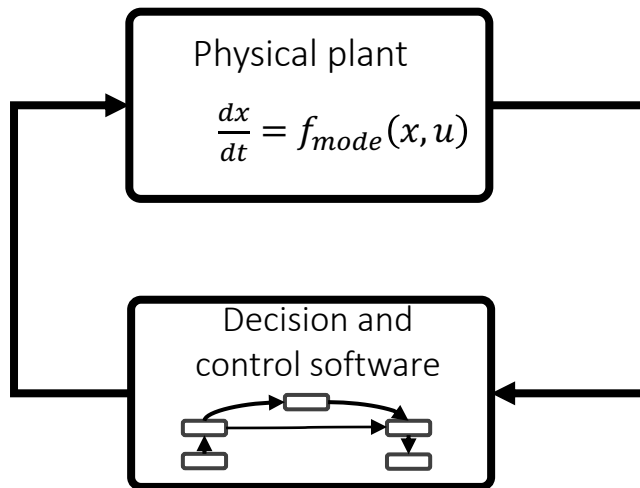 Physical plant
dx/dt = f_mode(x, u)
Decision and
control software